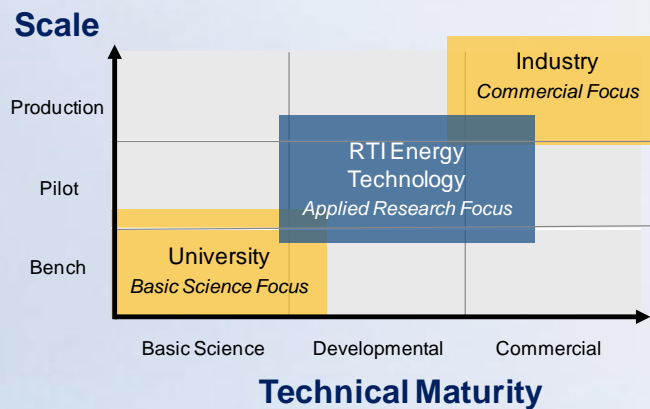 Scale
Production
Pilot
Bench
Industry
Commercial Focus
RTI Energy
Technology
Applied Research Focus
University
Basic Science Focus
Basic Science
Developmental
Commercial
Technical Maturity